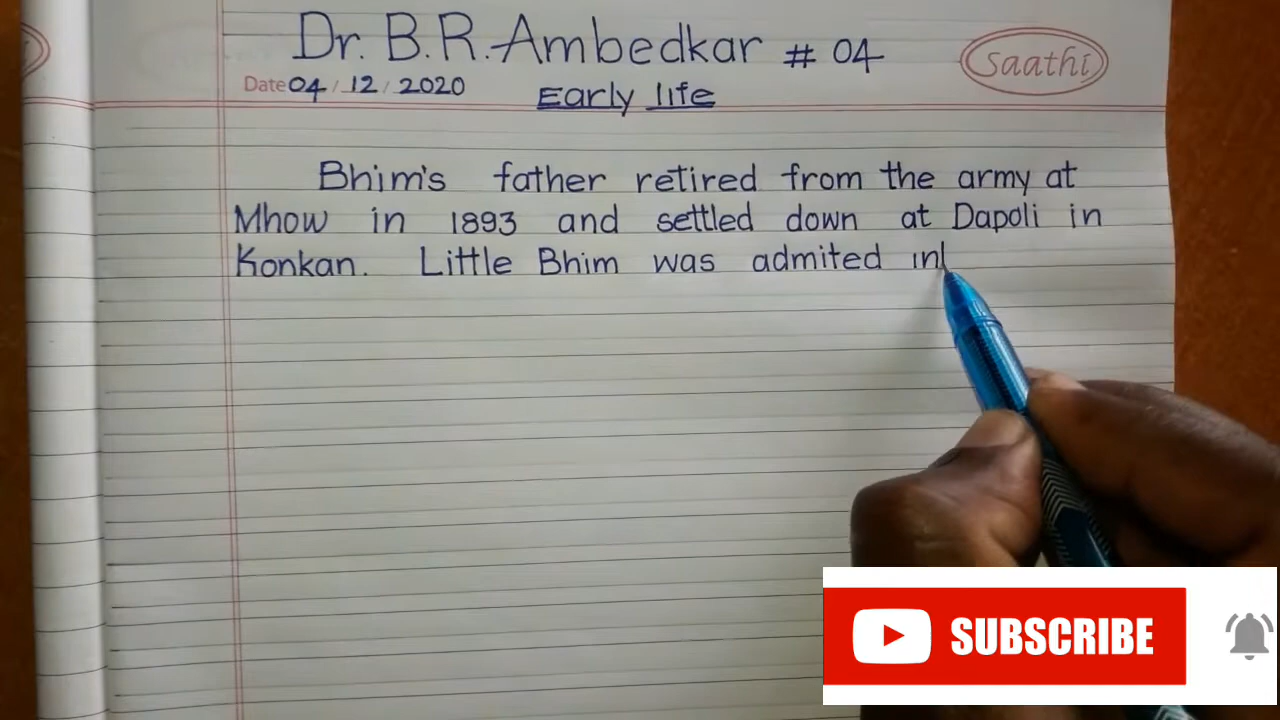 Dr. B.R. Ambedkar # 04
Saathi
Date 04/12/2020
Early life
Bhim's father retired from the army at
Mhow in 1893 and settled down at Dapoli in
Konkan. Little Bhim was admited in
SUBSCRIBE